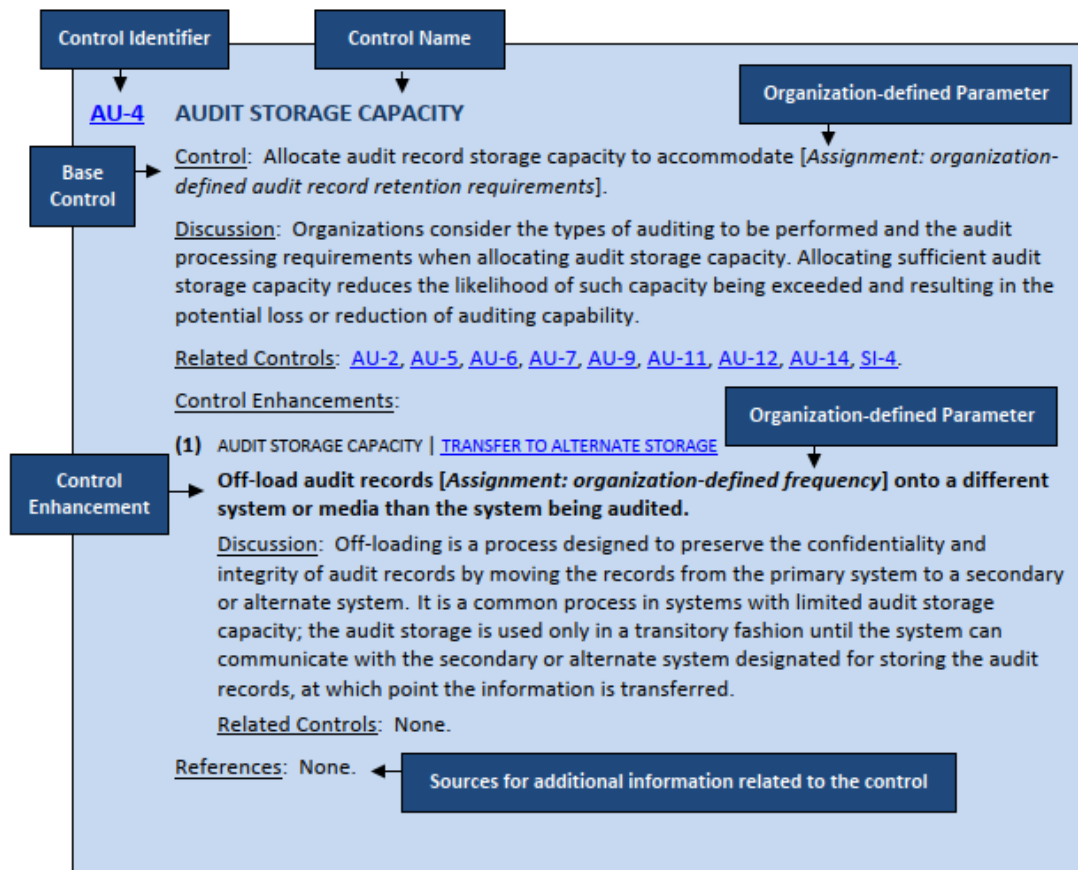 Control Identifier
Control Name
Organization-defined Parameter
AU-4 AUDIT STORAGE CAPACITY
Base
Control
Control: Allocate audit record storage capacity to accommodate [Assignment: organization-
defined audit record retention requirements].
Discussion: Organizations consider the types of auditing to be performed and the audit
processing requirements when allocating audit storage capacity. Allocating sufficient audit
storage capacity reduces the likelihood of such capacity being exceeded and resulting in the
potential loss or reduction of auditing capability.
Related Controls: AU-2, AU-5, AU-6, AU-7, AU-9, AU-11, AU-12, AU-14, SI-4.
Control Enhancements:
Organization-defined Parameter
(1) AUDIT STORAGE CAPACITY | TRANSFER TO ALTERNATE STORAGE
Control
Enhancement
Off-load audit records [Assignment: organization-defined frequency] onto a different
system or media than the system being audited.
Discussion: Off-loading is a process designed to preserve the confidentiality and
integrity of audit records by moving the records from the primary system to a secondary
or alternate system. It is a common process in systems with limited audit storage
capacity; the audit storage is used only in a transitory fashion until the system can
communicate with the secondary or alternate system designated for storing the audit
records, at which point the information is transferred.
Related Controls: None.
References: None.
Sources for additional information related to the control